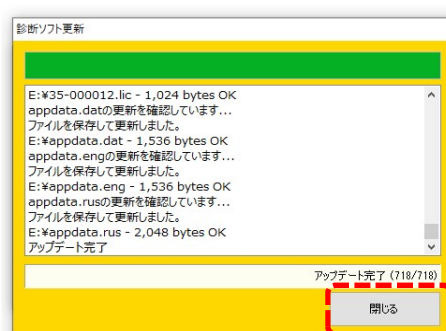 診断ソフト更新
E:¥35-000012.lic - 1,024 bytes OK
appdata.datの更新を確認しています...
ファイルを保存して更新しました。
E:¥appdata.dat - 1,536 bytes OK
appdata.engの更新を確認しています...
ファイルを保存して更新しました。
E:¥appdata.eng - 1,536 bytes OK
appdata.rusの更新を確認しています...
ファイルを保存して更新しました。
E:¥appdata.rus - 2,048 bytes OK
アップデート完了
アップデート完了 (718/718)
閉じる